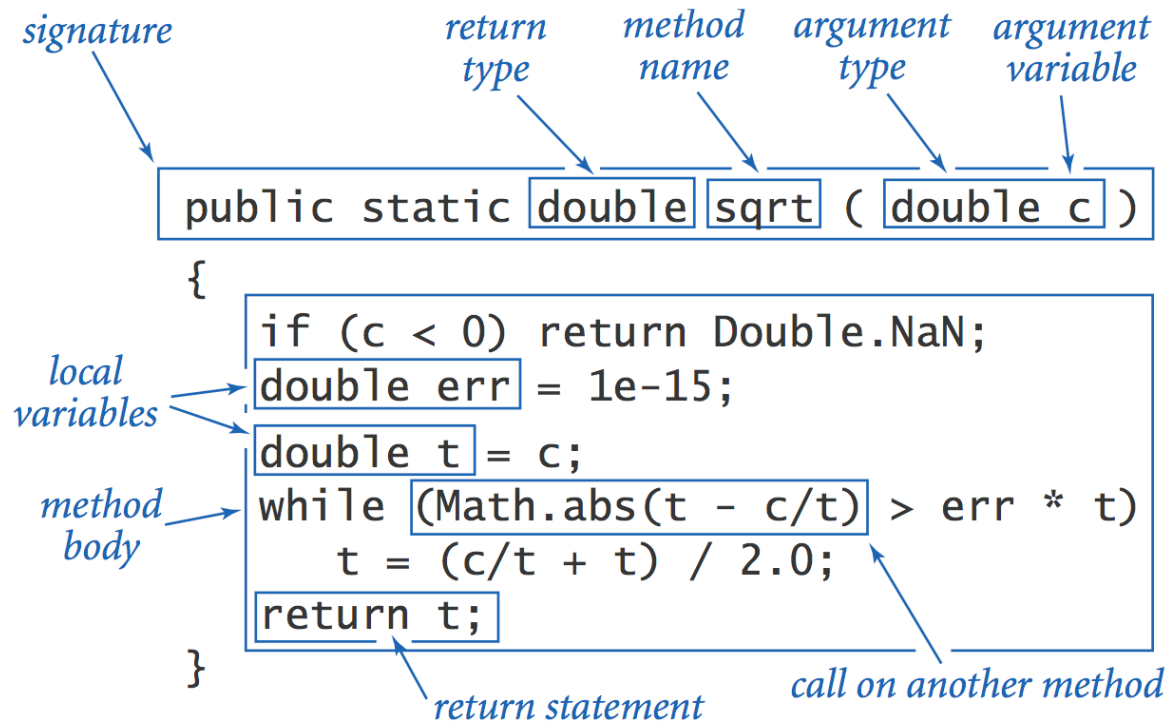 signature
return
type
method
name
argument
type
argument
variable
public static double sqrt ( double c )
{
if (c < 0) return Double.NaN;
local
variables
double err = 1e-15;
double t = c;
method
body
while (Math.abs(t - c/t) > err * t)
t = (c/t + t) / 2.0;
return t;
}
return statement
call on another method